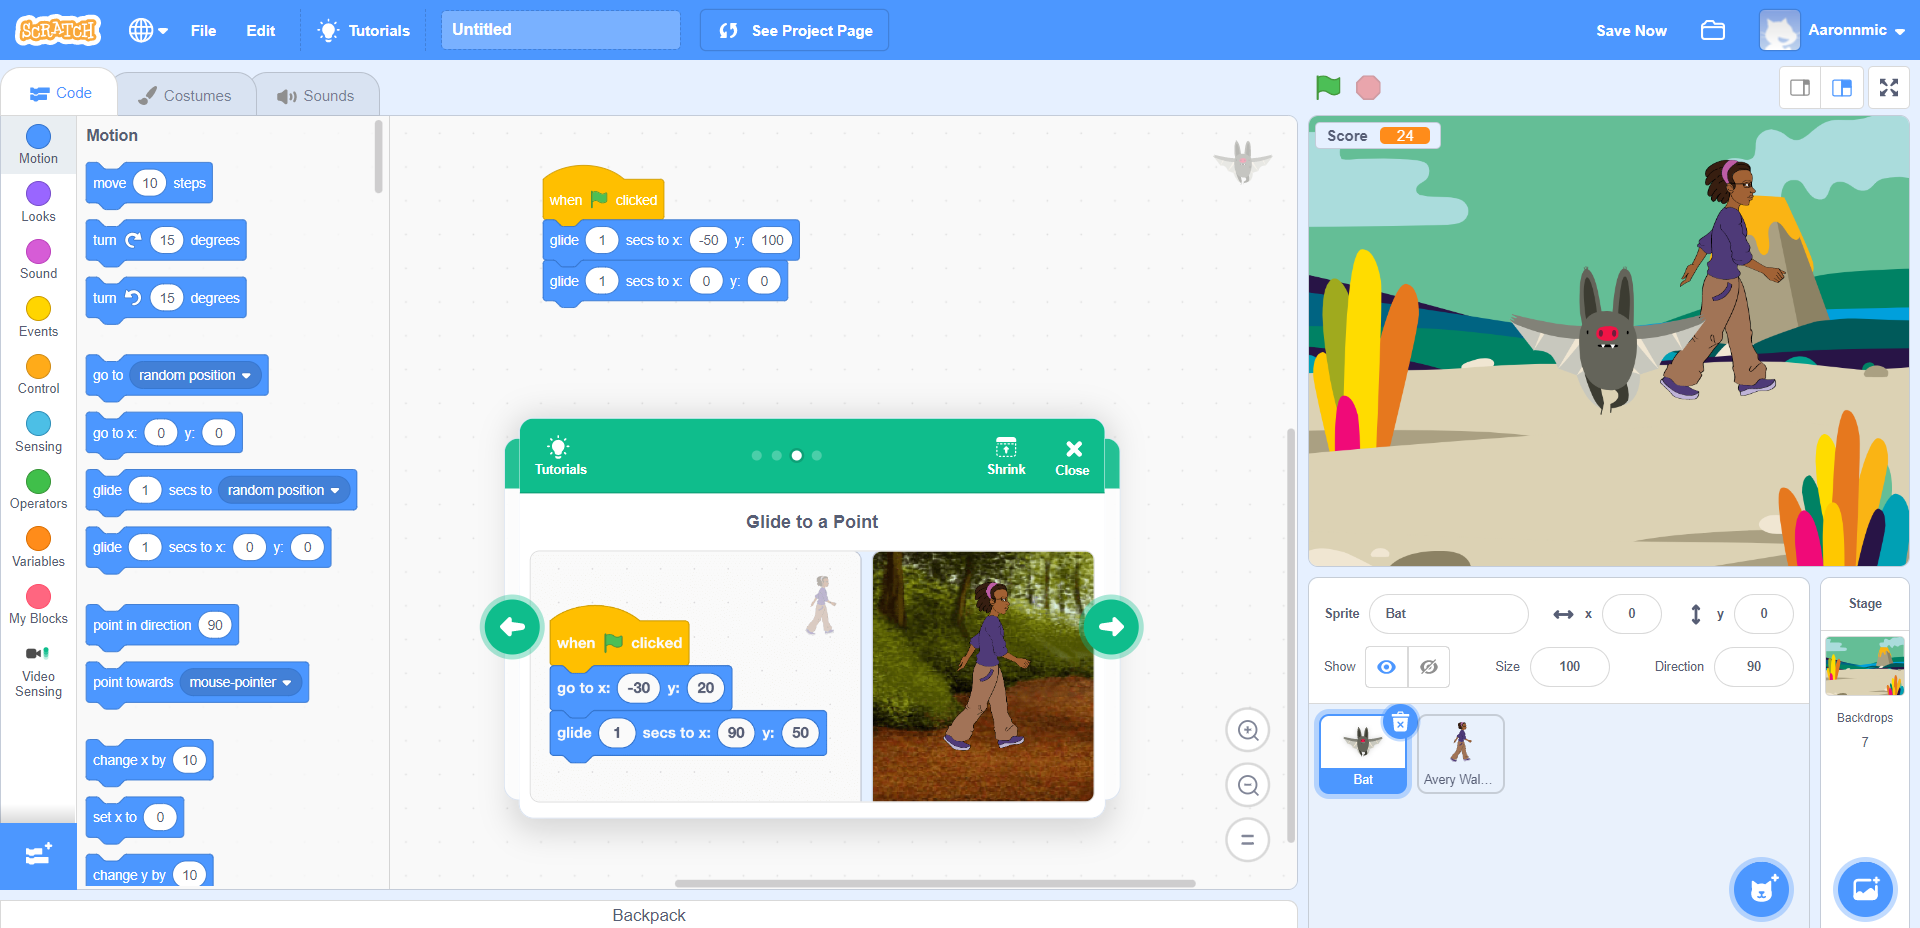 SCRATCH File Edit Tutorials Untitled See Project Page Save Now Aaronnmic
Code Costumes Sounds
Motion
Looks
Sound
Events
Control
Sensing
Operators
Variables
My Blocks
Video
Sensing
Motion
move 10 steps
turn 15 degrees
turn 15 degrees
go to random position
go to x: 0 y: 0
glide 1 secs to random position
glide 1 secs to x: 0 y: 0
point in direction 90
point towards mouse-pointer
change x by 10
set x to 0
change y by 10
when clicked
glide 1 secs to x: -50 y: 100
glide 1 secs to x: 0 y: 0
Tutorials Shrink Close
Glide to a Point
when clicked
go to x: -30 y: 20
glide 1 secs to x: 90 y: 50
Backpack
Score 24
Sprite Bat x 0 y 0
Show Size 100 Direction 90
Bat
Avery Wal...
Stage
Backdrops
7